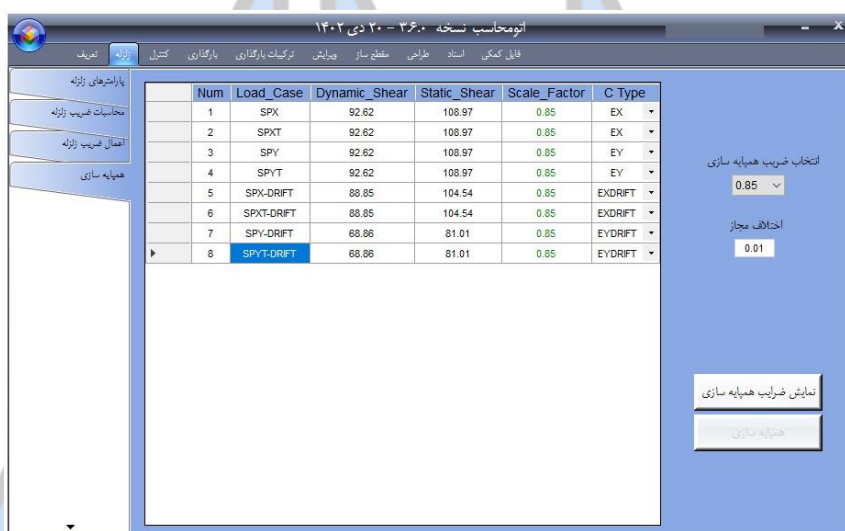 اتومحاسب نسخه ۳.۶.۰ - ۲۰ دی ۱۴۰۲
تعریف زلزله کنترل بارگذاری ترکیبات بارگذاری ویرایش مقطع ساز طراحی اسناد فایل کمکی
پارامترهای زلزله
محاسبات ضریب زلزله
اعمال ضریب زلزله
همپایه سازی
Num Load_Case Dynamic_Shear Static_Shear Scale_Factor C Type
1 SPX 92.62 108.97 0.85 EX
2 SPXT 92.62 108.97 0.85 EX
3 SPY 92.62 108.97 0.85 EY
4 SPYT 92.62 108.97 0.85 EY
5 SPX-DRIFT 88.85 104.54 0.85 EXDRIFT
6 SPXT-DRIFT 88.85 104.54 0.85 EXDRIFT
7 SPY-DRIFT 68.86 81.01 0.85 EYDRIFT
8 SPYT-DRIFT 68.86 81.01 0.85 EYDRIFT
انتخاب ضریب همپایه سازی
0.85
اختلاف مجاز
0.01
نمایش ضرایب همپایه سازی
همپایه سازی